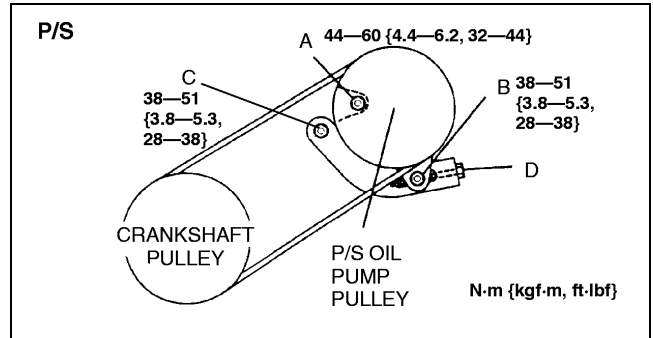 P/S
A 44—60 {4.4—6.2, 32—44}
C
38—51
{3.8—5.3,
28—38}
B 38—51
{3.8—5.3,
28—38}
D
CRANKSHAFT
PULLEY
P/S OIL
PUMP
PULLEY
N·m {kgf·m, ft·lbf}